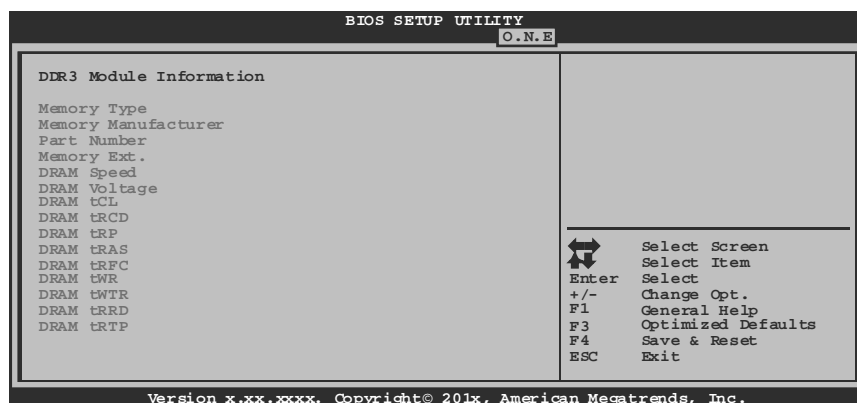 BIOS SETUP UTILITY
O.N.E
DDR3 Module Information
Memory Type
Memory Manufacturer
Part Number
Memory Ext.
DRAM Speed
DRAM Voltage
DRAM tCL
DRAM tRCD
DRAM tRP
DRAM tRAS
DRAM tRFC
DRAM tWR
DRAM tWTR
DRAM tRRD
DRAM tRTP
Select Screen
Select Item
Enter Select
+/- Change Opt.
F1 General Help
F3 Optimized Defaults
F4 Save & Reset
ESC Exit
Version x.xx.xxxx. Copyright© 201x, American Megatrends, Inc.